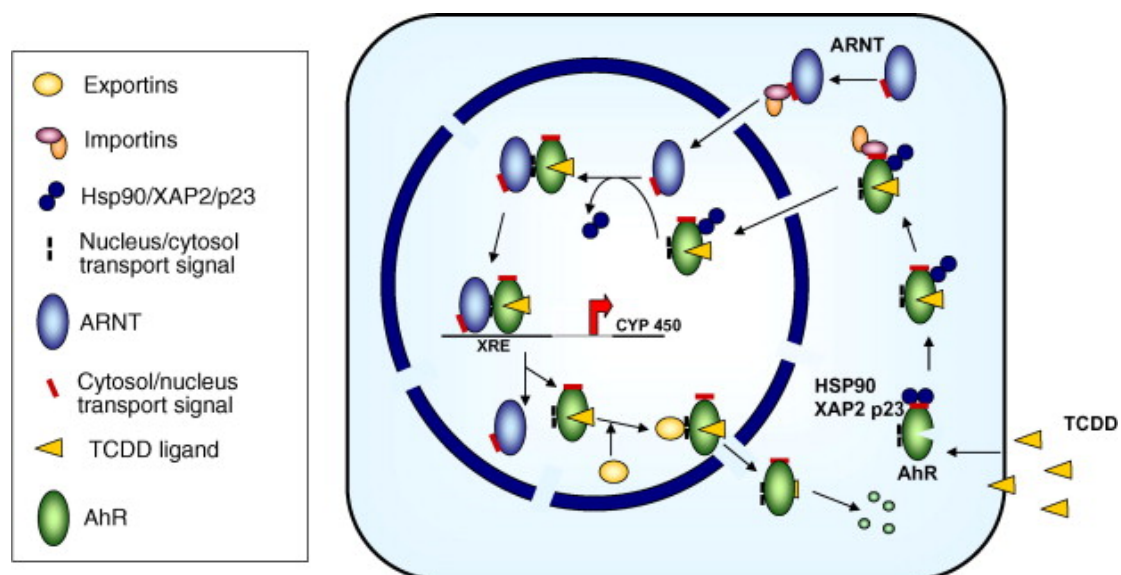 Exportins
Importins
Hsp90/XAP2/p23
Nucleus/cytosol
transport signal
ARNT
Cytosol/nucleus
transport signal
TCDD ligand
AhR
ARNT
XRE
CYP 450
HSP90
XAP2 p23
AhR
TCDD